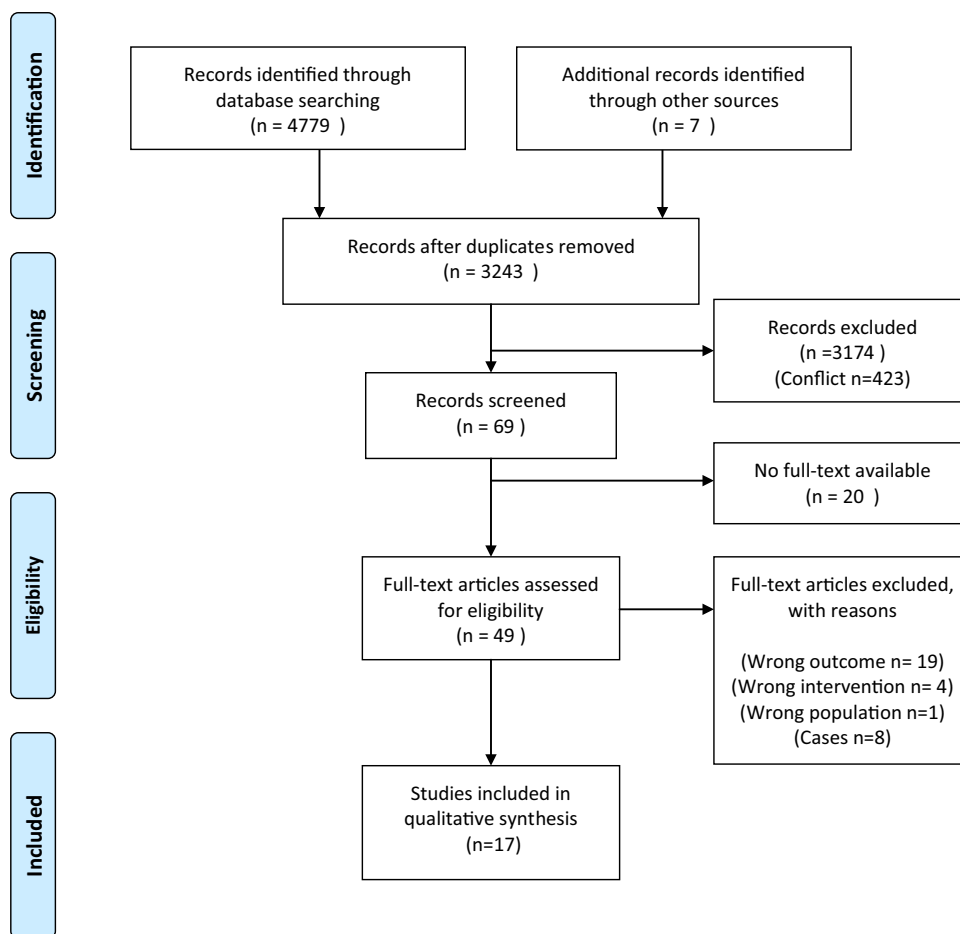 Identification
Records identified through
database searching
(n = 4779  )
Additional records identified
through other sources
(n = 7  )
Records after duplicates removed
(n = 3243  )
Screening
Records excluded
(n =3174 )
(Conflict n=423)
Records screened
(n = 69 )
No full-text available
(n = 20  )
Eligibility
Full-text articles assessed
for eligibility
(n = 49 )
Full-text articles excluded,
with reasons
(Wrong outcome n= 19)
(Wrong intervention n= 4)
(Wrong population n=1)
(Cases n=8)
Included
Studies included in
qualitative synthesis
(n=17)